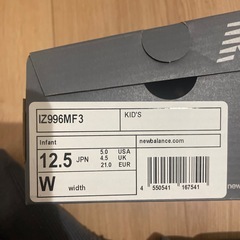 IZ996MF3
KID'S
Infant
newbalance.com
12.5 JPN
5.0 USA
4.5 UK
21.0 EUR
W width
4 550541 167541